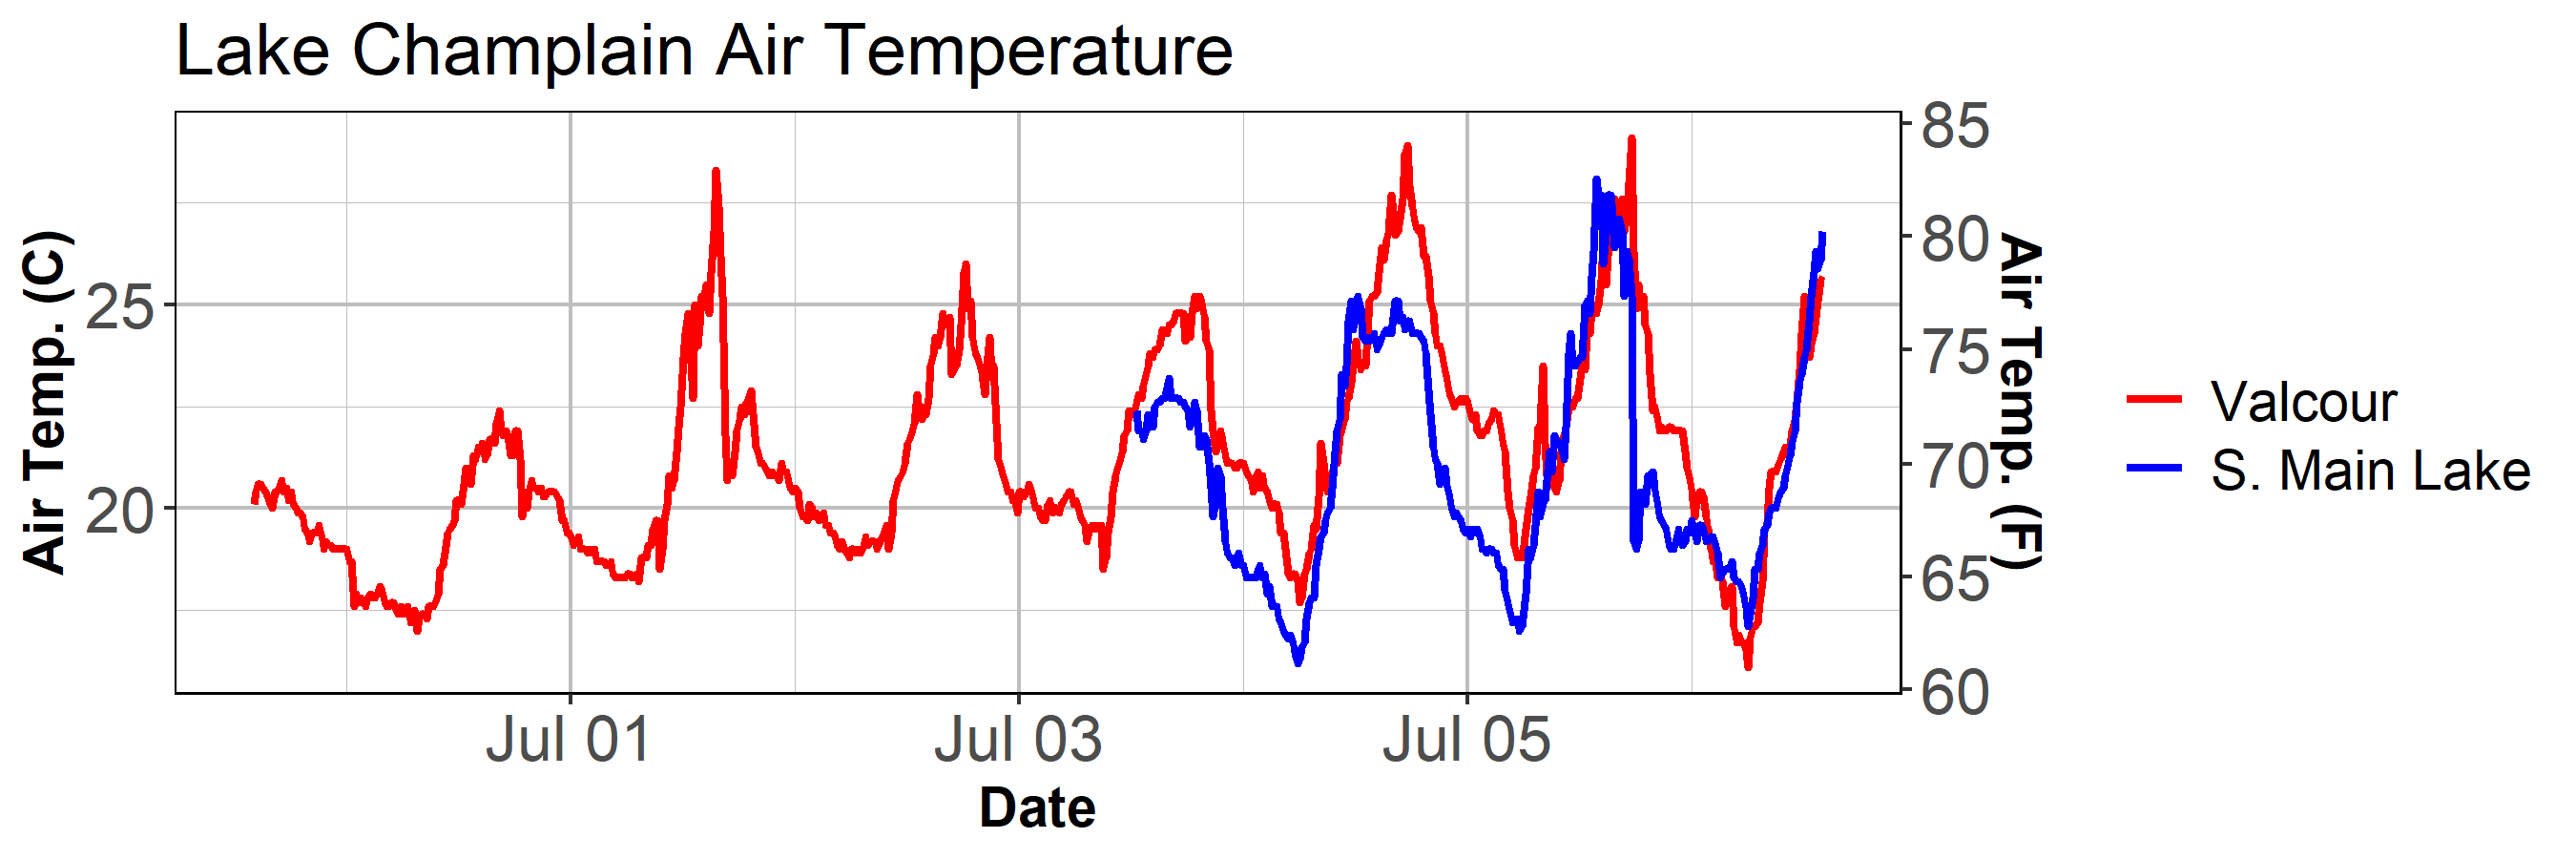 Lake Champlain Air Temperature
Air Temp. (C)
25
20
85
80
75
70
65
60
Air Temp. (F)
Jul 01
Jul 03
Jul 05
Date
Valcour
S. Main Lake